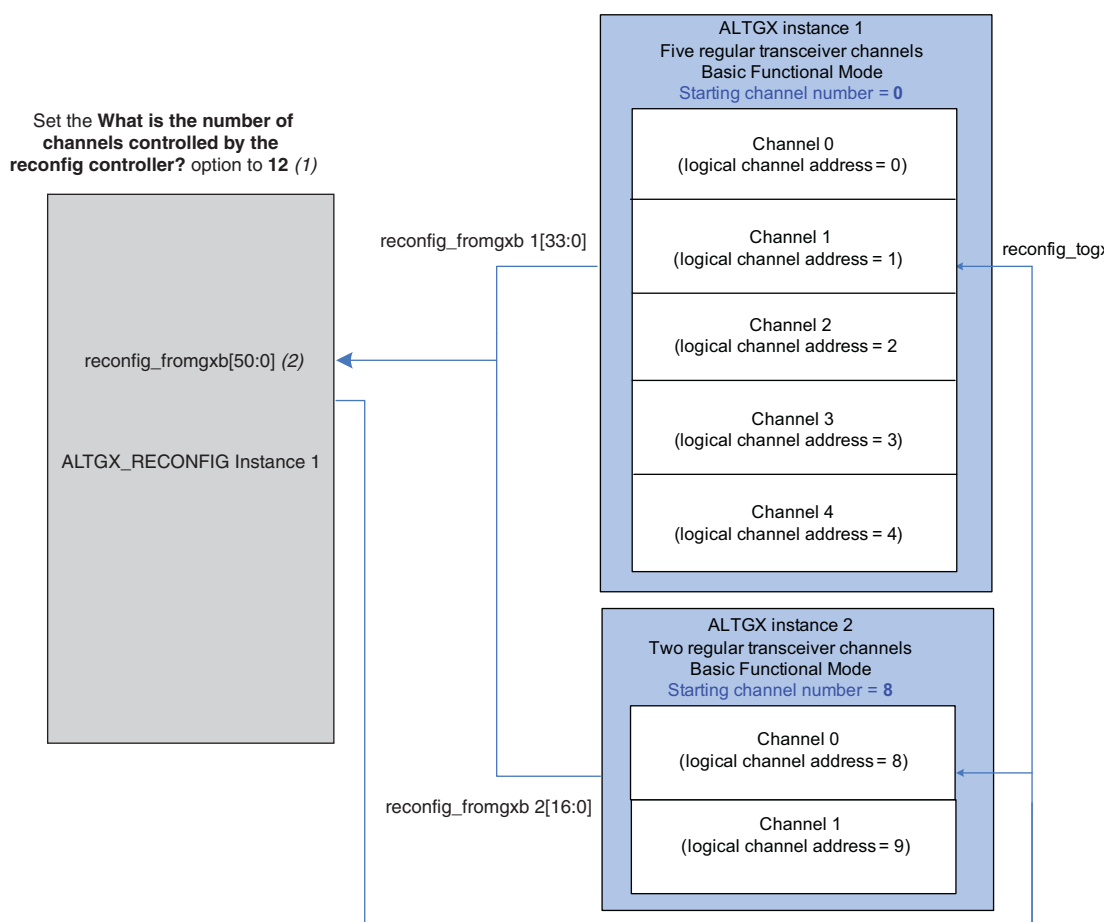 Set the What is the number of
channels controlled by the
reconfig controller? option to 12 (1)
reconfig_fromgxb[50:0] (2)
ALTGX_RECONFIG Instance 1
reconfig_fromgxb 1[33:0]
reconfig_fromgxb 2[16:0]
ALTGX instance 1
Five regular transceiver channels
Basic Functional Mode
Starting channel number = 0
Channel 0
(logical channel address = 0)
Channel 1
(logical channel address = 1)
Channel 2
(logical channel address = 2
Channel 3
(logical channel address = 3)
Channel 4
(logical channel address = 4)
reconfig_togx
ALTGX instance 2
Two regular transceiver channels
Basic Functional Mode
Starting channel number = 8
Channel 0
(logical channel address = 8)
Channel 1
(logical channel address = 9)